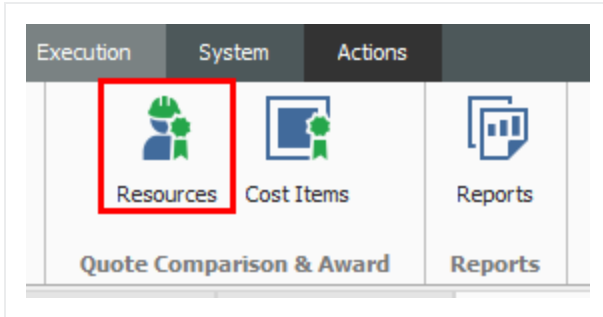 Execution System Actions
Resources Cost Items Reports
Quote Comparison & Award Reports